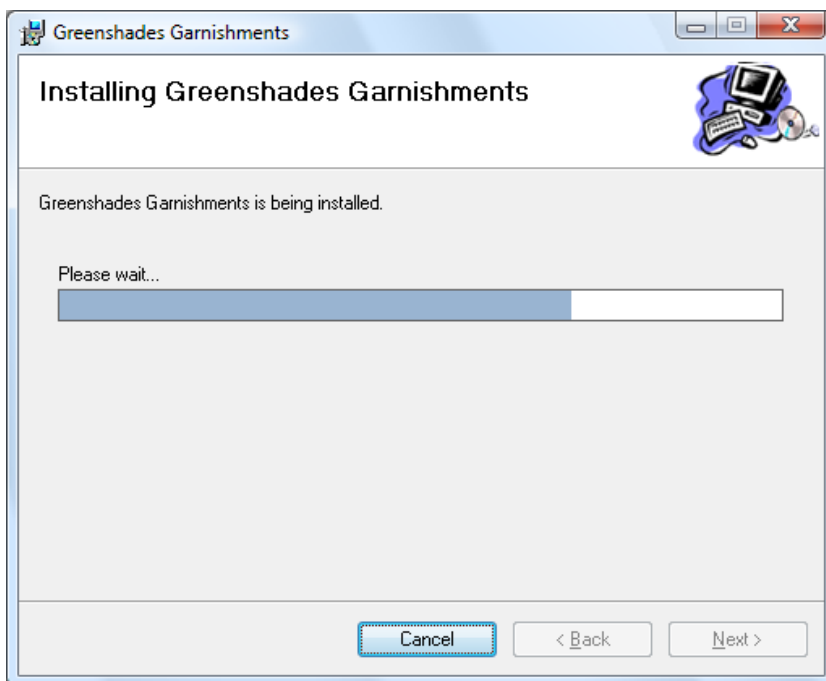 Greenshades Garnishments
Installing Greenshades Garnishments
Greenshades Garnishments is being installed.
Please wait...
Cancel
< Back
Next >